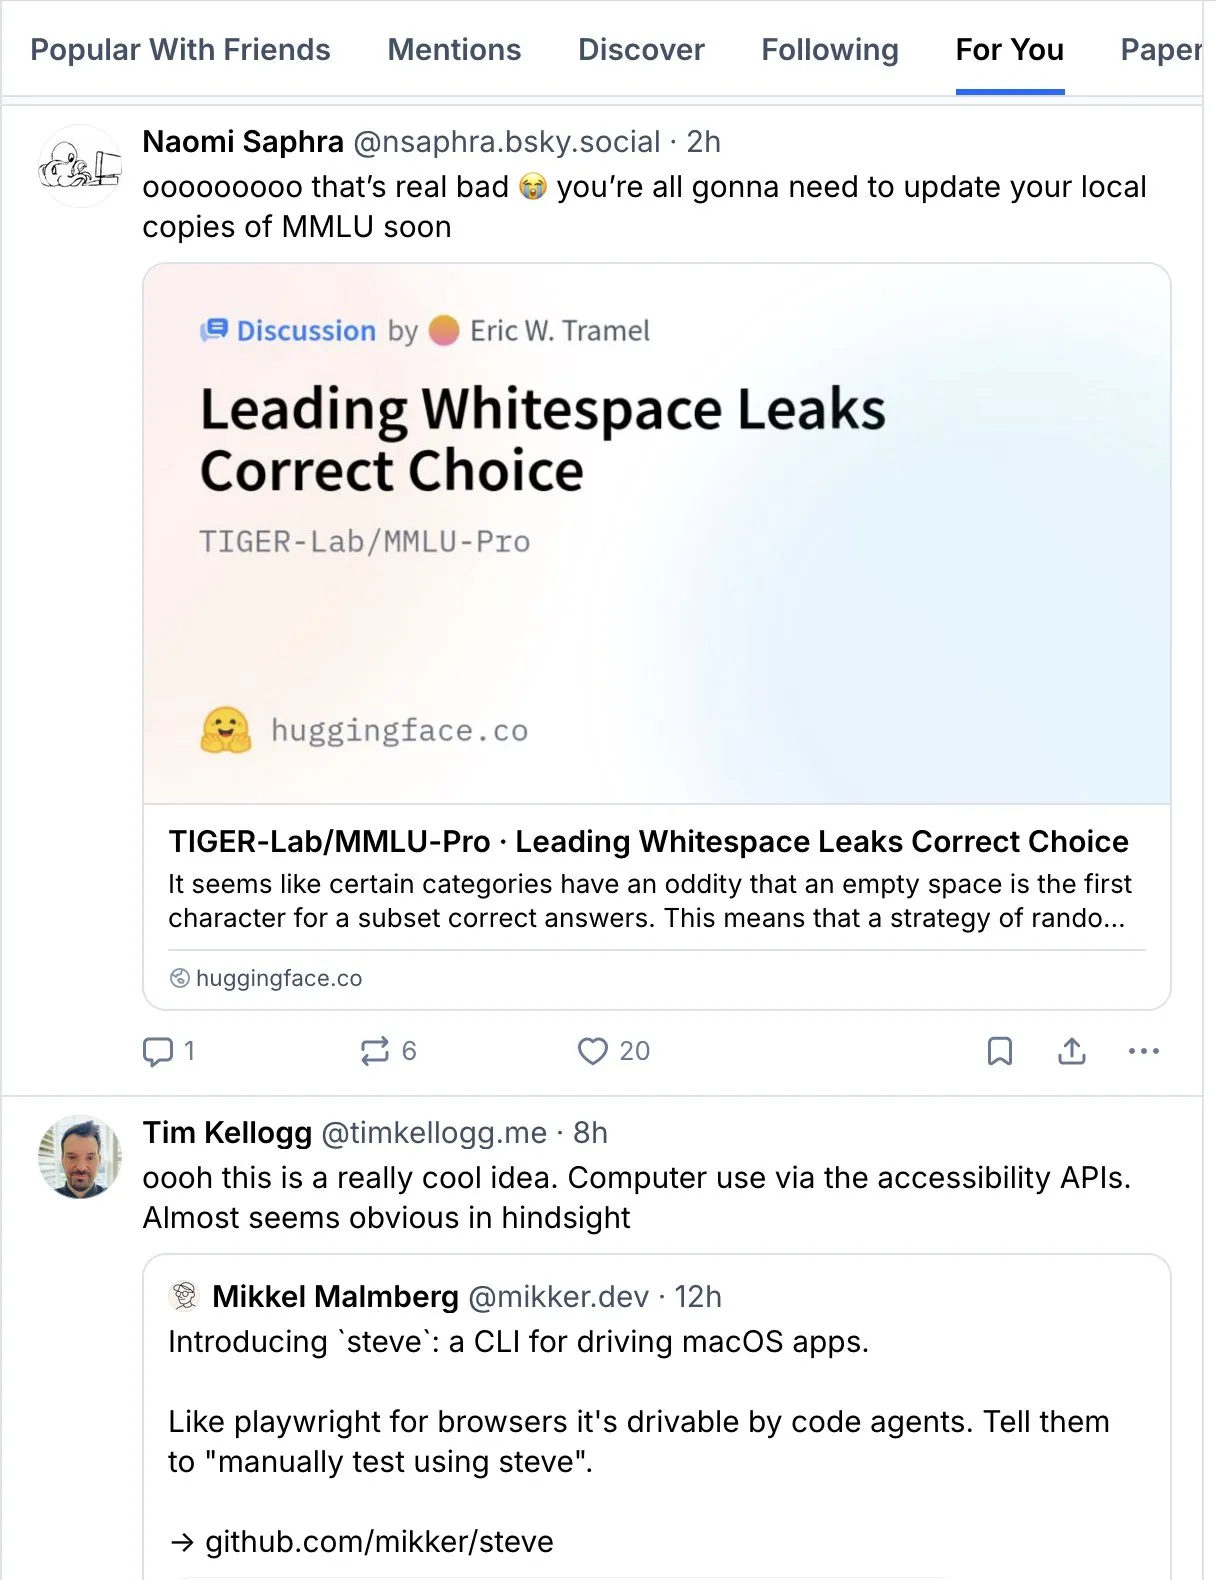 Popular With Friends Mentions Discover Following For You Paper
Naomi Saphra @nsaphra.bsky.social · 2h
ooooooooo that’s real bad 😭 you’re all gonna need to update your local
copies of MMLU soon
Discussion by Eric W. Tramel
Leading Whitespace Leaks
Correct Choice
TIGER-Lab/MMLU-Pro
huggingface.co
TIGER-Lab/MMLU-Pro · Leading Whitespace Leaks Correct Choice
It seems like certain categories have an oddity that an empty space is the first
character for a subset correct answers. This means that a strategy of rando...
huggingface.co
1 6 20
Tim Kellogg @timkellogg.me · 8h
oooh this is a really cool idea. Computer use via the accessibility APIs.
Almost seems obvious in hindsight
Mikkel Malmberg @mikker.dev · 12h
Introducing `steve`: a CLI for driving macOS apps.
Like playwright for browsers it's drivable by code agents. Tell them
to "manually test using steve".
→ github.com/mikker/steve